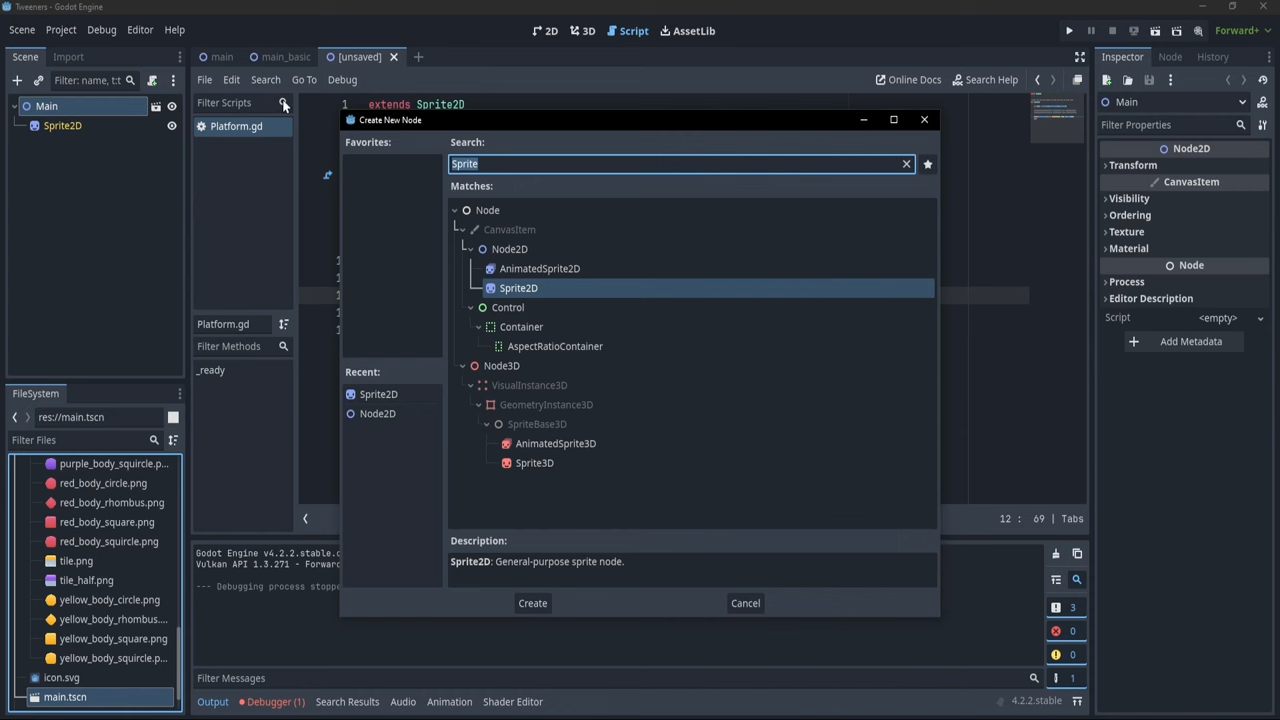 Tweeners - Godot Engine
Scene Project Debug Editor Help
2D 3D Script AssetLib
Forward+
Scene Import
main main_basic [unsaved]
Inspector Node History
Filter: name, t:t
File Edit Search Go To Debug
Online Docs Search Help
Main
Sprite2D
Filter Scripts
Platform.gd
Platform.gd
Filter Methods
_ready
1 extends Sprite2D
Create New Node
Favorites:
Search:
Sprite
Matches:
Node
CanvasItem
Node2D
AnimatedSprite2D
Sprite2D
Control
Container
AspectRatioContainer
Node3D
VisualInstance3D
GeometryInstance3D
SpriteBase3D
AnimatedSprite3D
Sprite3D
Recent:
Sprite2D
Node2D
Description:
Sprite2D: General-purpose sprite node.
Create Cancel
Main
Filter Properties
Node2D
Transform
CanvasItem
Visibility
Ordering
Texture
Material
Node
Process
Editor Description
Script <empty>
Add Metadata
FileSystem
res://main.tscn
Filter Files
purple_body_squircle.p...
red_body_circle.png
red_body_rhombus.png
red_body_square.png
red_body_squircle.png
tile.png
tile_half.png
yellow_body_circle.png
yellow_body_rhombus....
yellow_body_square.png
yellow_body_squircle.p...
icon.svg
main.tscn
12 : 69 | Tabs
Godot Engine v4.2.2.stable.c
Vulkan API 1.3.271 - Forwar
--- Debugging process stoppe
3
0
0
1
Filter Messages
Output Debugger (1) Search Results Audio Animation Shader Editor
4.2.2.stable